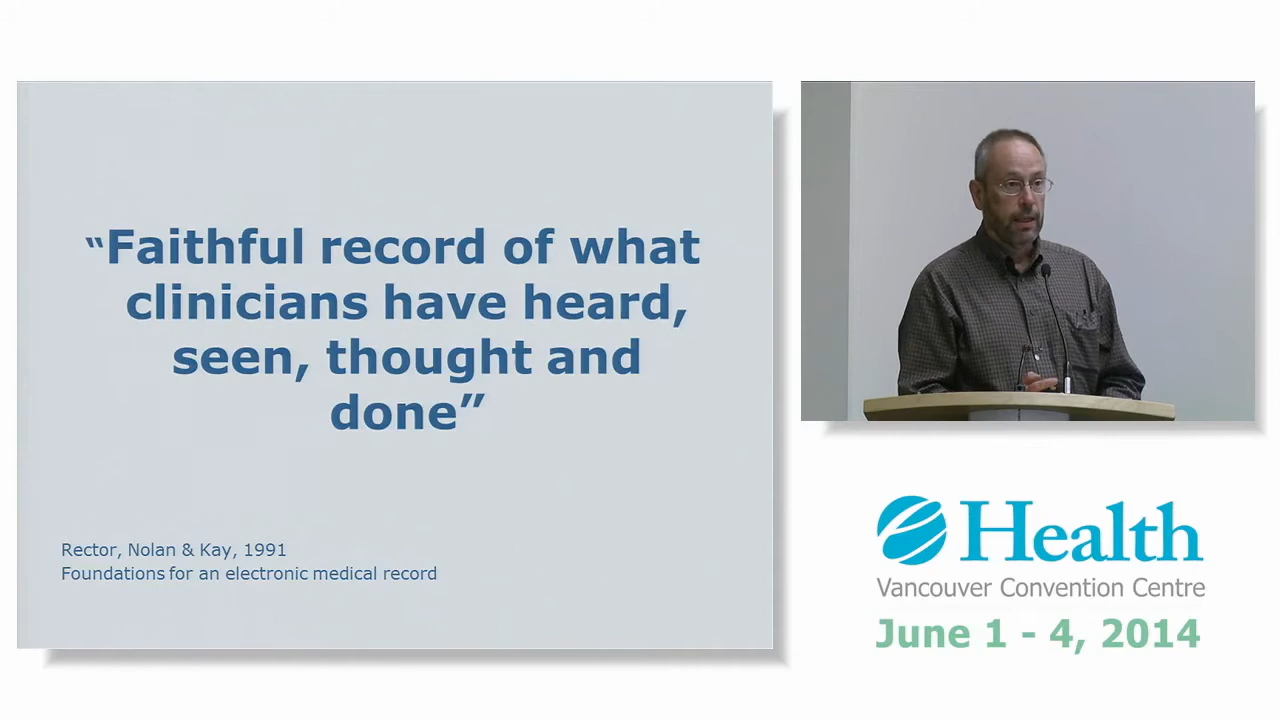 “Faithful record of what
clinicians have heard,
seen, thought and
done”
Rector, Nolan & Kay, 1991
Foundations for an electronic medical record
Health
Vancouver Convention Centre
June 1 - 4, 2014